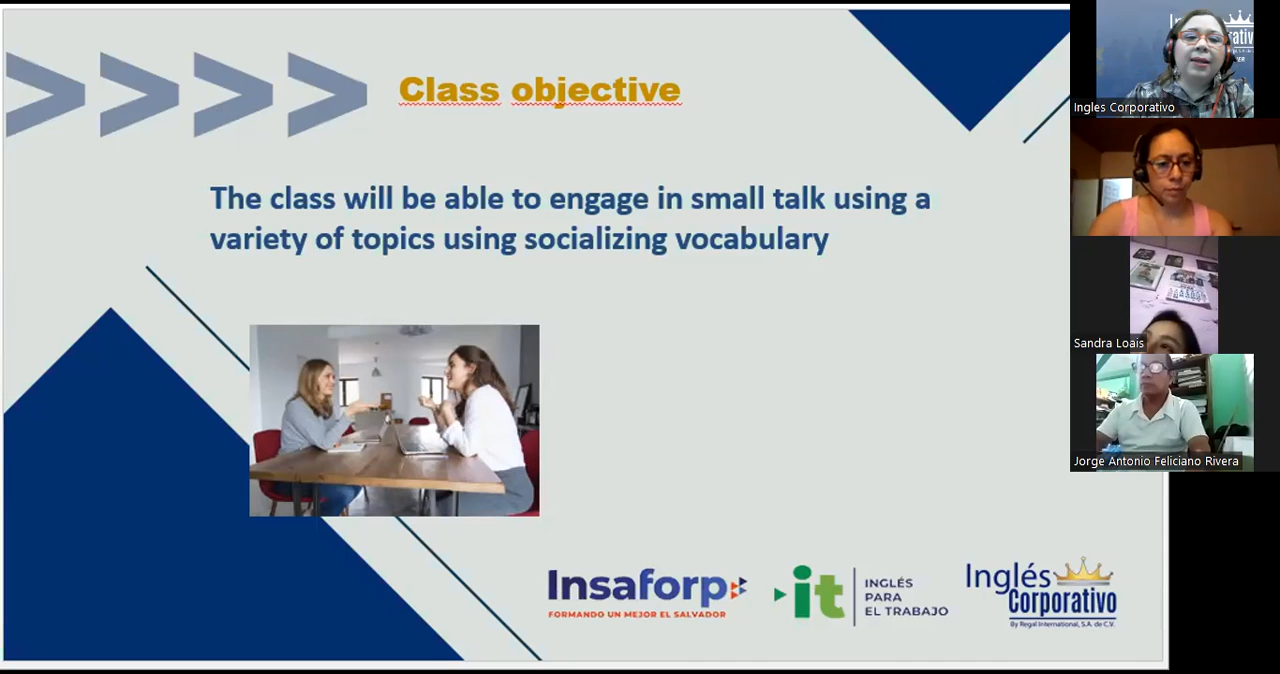 Class objective
The class will be able to engage in small talk using a
variety of topics using socializing vocabulary
Insaforp
FORMANDO UN MEJOR EL SALVADOR
it
INGLÉS
PARA
EL TRABAJO
Inglés
Corporativo
By Regal International, S.A. de C.V.
Ingles Corporativo
Sandra Loais
Jorge Antonio Feliciano Rivera